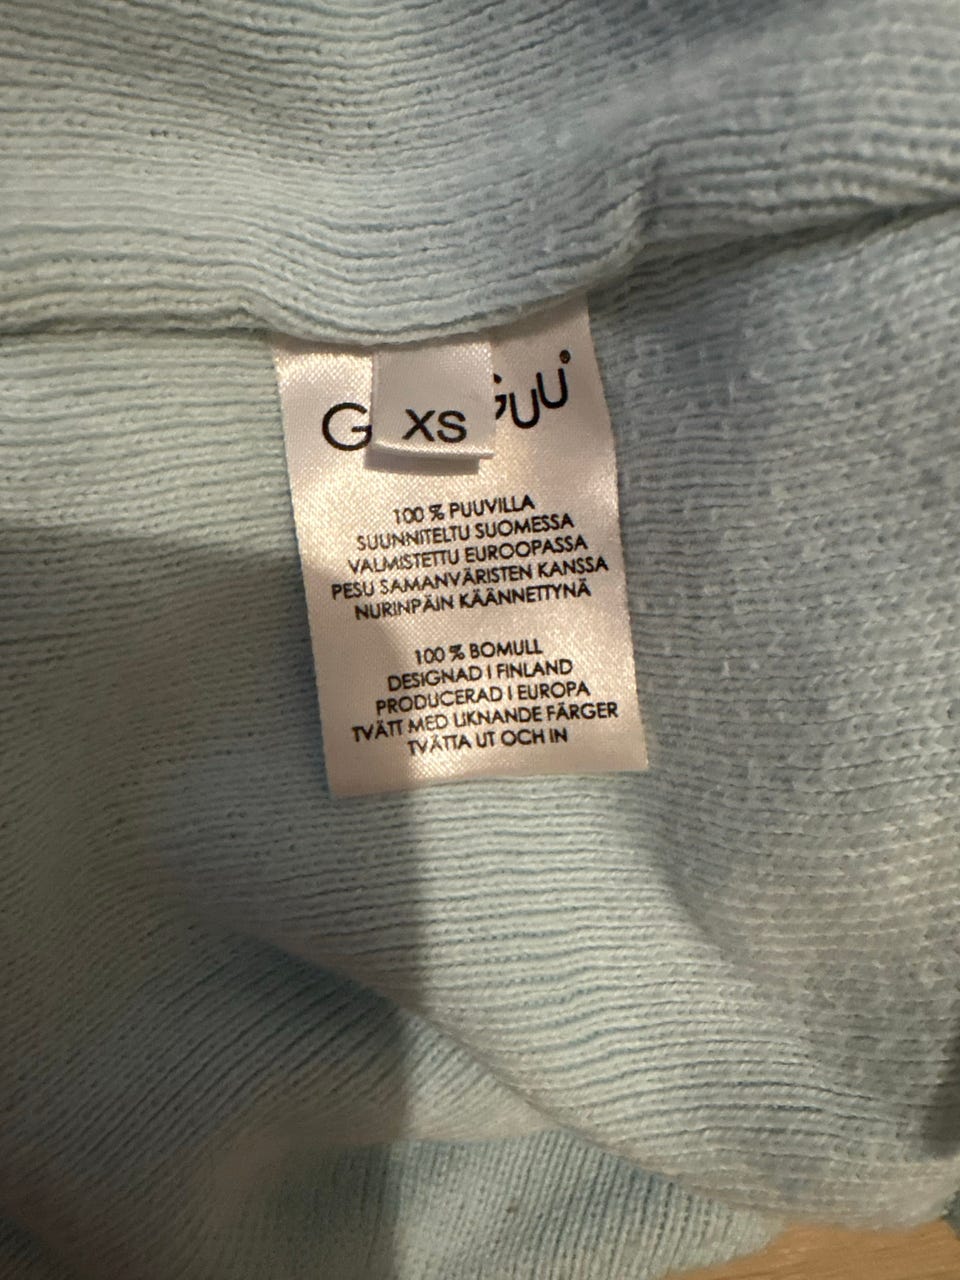 XS
100 % PUUVILLA
SUUNNITELTU SUOMESSA
VALMISTETTU EUROOPASSA
PESU SAMANVÄRISTEN KANSSA
NURINPÄIN KÄÄNNETTYNÄ
100 % BOMULL
DESIGNAD I FINLAND
PRODUCERAD I EUROPA
TVÄTT MED LIKNANDE FÄRGER
TVÄTTA UT OCH IN